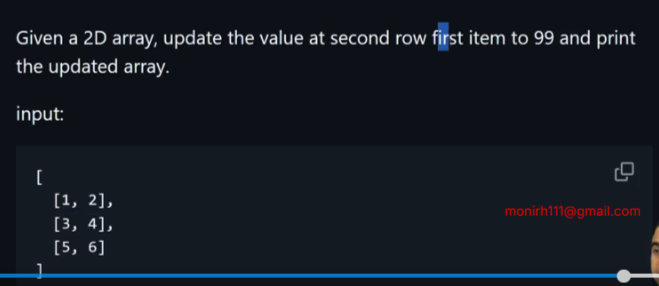 Given a 2D array, update the value at second row first item to 99 and print
the updated array.
input:
[
[1, 2],
[3, 4],
[5, 6]
]
monirh111@gmail.com